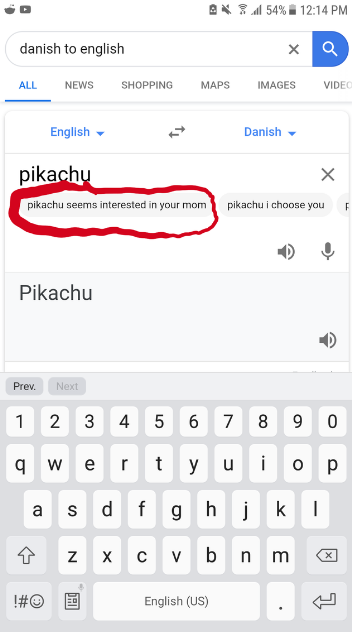 54% 12:14 PM
danish to english
ALL NEWS SHOPPING MAPS IMAGES VIDEO
English Danish
pikachu
pikachu seems interested in your mom pikachu i choose you p
Pikachu
Prev. Next
1 2 3 4 5 6 7 8 9 0
q w e r t y u i o p
a s d f g h j k l
z x c v b n m
!#☺ English (US) .